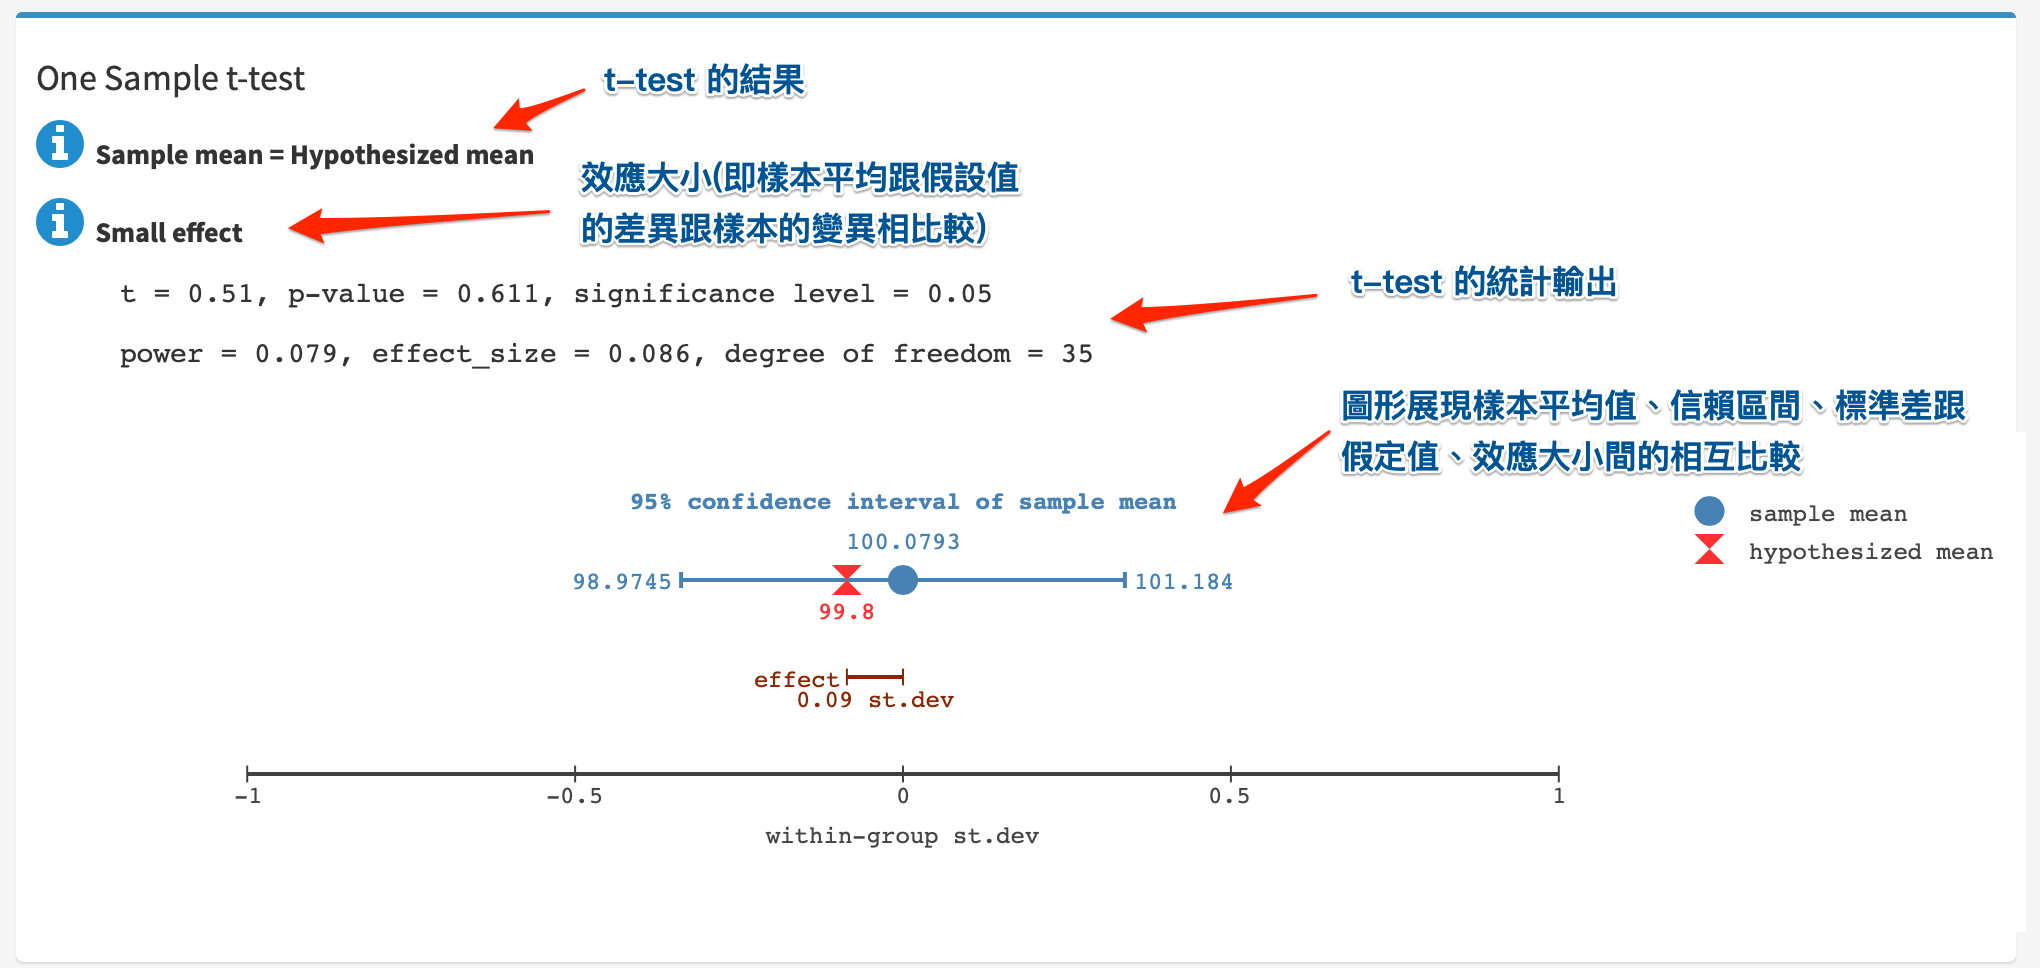 One Sample t-test
t-test 的結果
Sample mean = Hypothesized mean
效應大小(即樣本平均跟假設值
的差異跟樣本的變異相比較)
Small effect
t = 0.51, p-value = 0.611, significance level = 0.05
t-test 的統計輸出
power = 0.079, effect_size = 0.086, degree of freedom = 35
圖形展現樣本平均值、信賴區間、標準差跟
假定值、效應大小間的相互比較
95% confidence interval of sample mean
sample mean
hypothesized mean
100.0793
98.9745
101.184
99.8
effect
0.09 st.dev
-1
-0.5
0
0.5
1
within-group st.dev